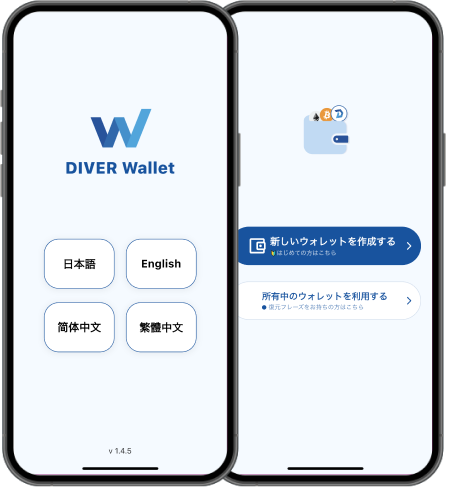 DIVER Wallet
日本語
English
简体中文
繁體中文
v 1.4.5
新しいウォレットを作成する
はじめての方はこちら
所有中のウォレットを利用する
復元フレーズをお持ちの方はこちら